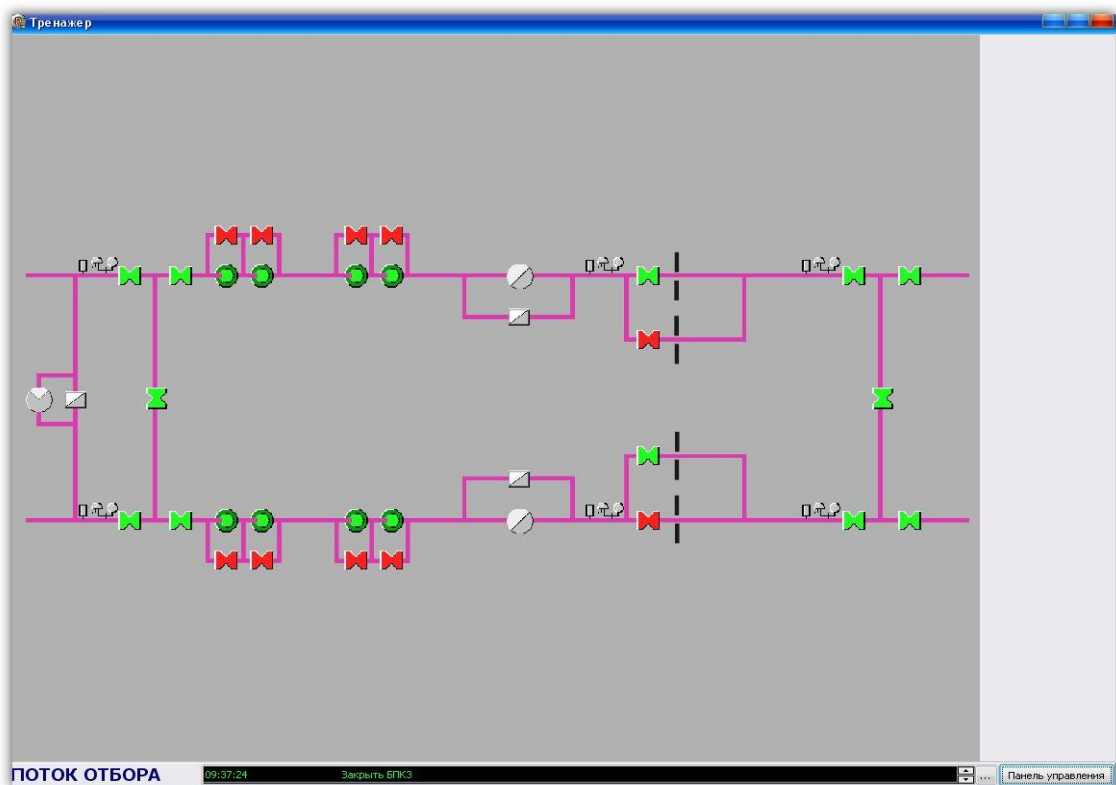 Тренажер
ПОТОК ОТБОРА
09:37:24 Закрыть БПКЗ
...
Панель управления